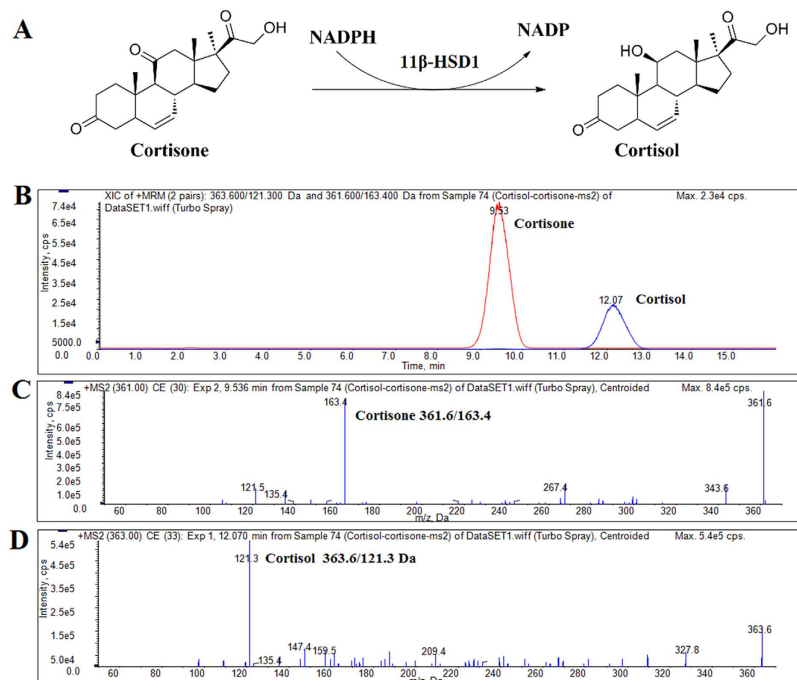 A
O
OH
O
O
NADPH
NADP
11β-HSD1
Cortisone
HO
O
OH
O
Cortisol
B
XIC of +MRM (2 pairs): 363.600/121.300 Da and 361.600/163.400 Da from Sample 74 (Cortisol-cortisone-ms2) of Max. 2.3e4 cps.
DataSET1.wiff (Turbo Spray)
Intensity, cps
7.4e4
6.5e4
5.5e4
4.5e4
3.5e4
2.5e4
1.5e4
5000.0
0.0
9.53
Cortisone
12.07
Cortisol
0.0 1.0 2.0 3.0 4.0 5.0 6.0 7.0 8.0 9.0 10.0 11.0 12.0 13.0 14.0 15.0
Time, min
C
+MS2 (361.00) CE (30): Exp 2, 9.536 min from Sample 74 (Cortisol-cortisone-ms2) of DataSET1.wiff (Turbo Spray), Centroided Max. 8.4e5 cps.
Intensity, cps
8.4e5
7.5e5
6.0e5
5.0e5
4.0e5
3.0e5
2.0e5
1.0e5
0.0
163.4
Cortisone 361.6/163.4
361.6
121.5
135.4
267.4
343.6
60 80 100 120 140 160 180 200 220 240 260 280 300 320 340 360
m/z, Da
D
+MS2 (363.00) CE (33): Exp 1, 12.070 min from Sample 74 (Cortisol-cortisone-ms2) of DataSET1.wiff (Turbo Spray), Centroided Max. 5.4e5 cps.
Intensity, cps
5.4e5
4.5e5
3.5e5
2.5e5
1.5e5
5.0e4
0.0
121.3
Cortisol 363.6/121.3 Da
135.4
147.4
159.5
209.4
327.8
363.6
60 80 100 120 140 160 180 200 220 240 260 280 300 320 340 360
m/z, Da